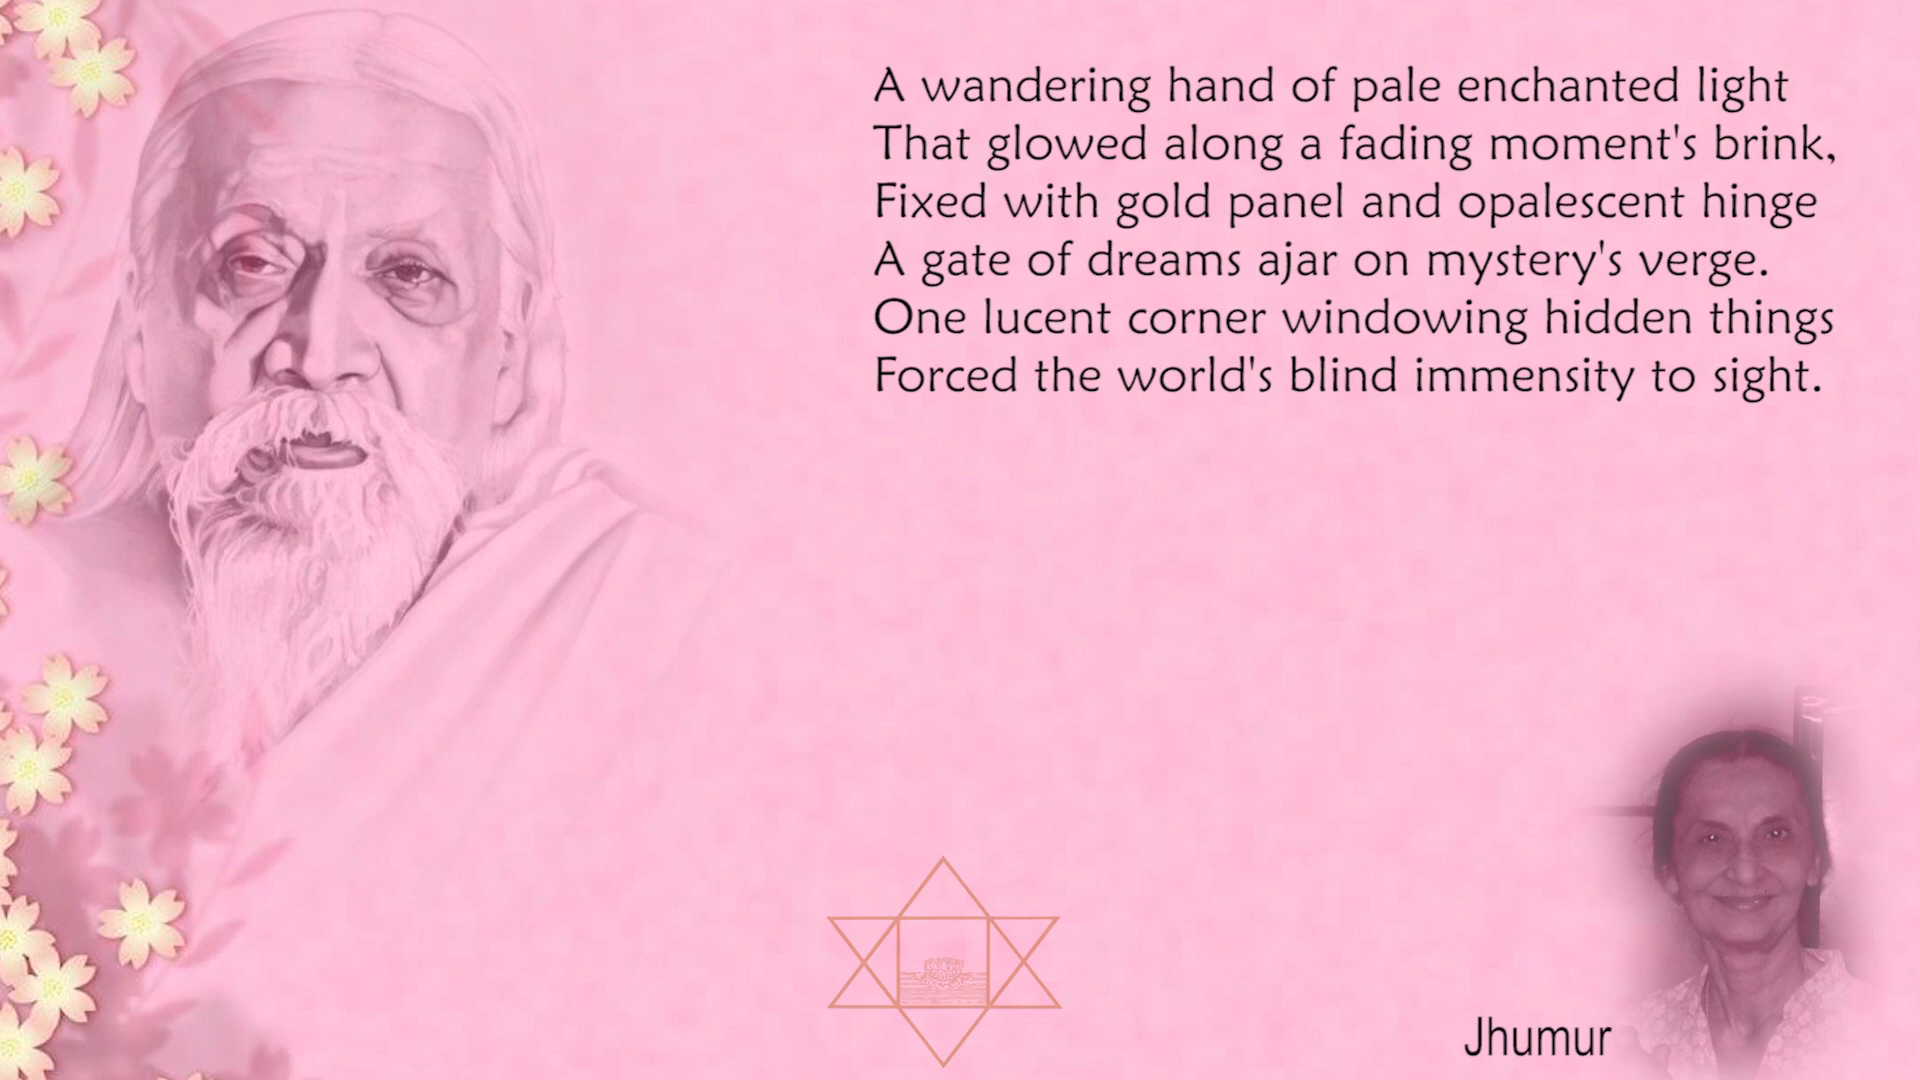 A wandering hand of pale enchanted light
That glowed along a fading moment's brink,
Fixed with gold panel and opalescent hinge
A gate of dreams ajar on mystery's verge.
One lucent corner windowing hidden things
Forced the world's blind immensity to sight.
Jhumur